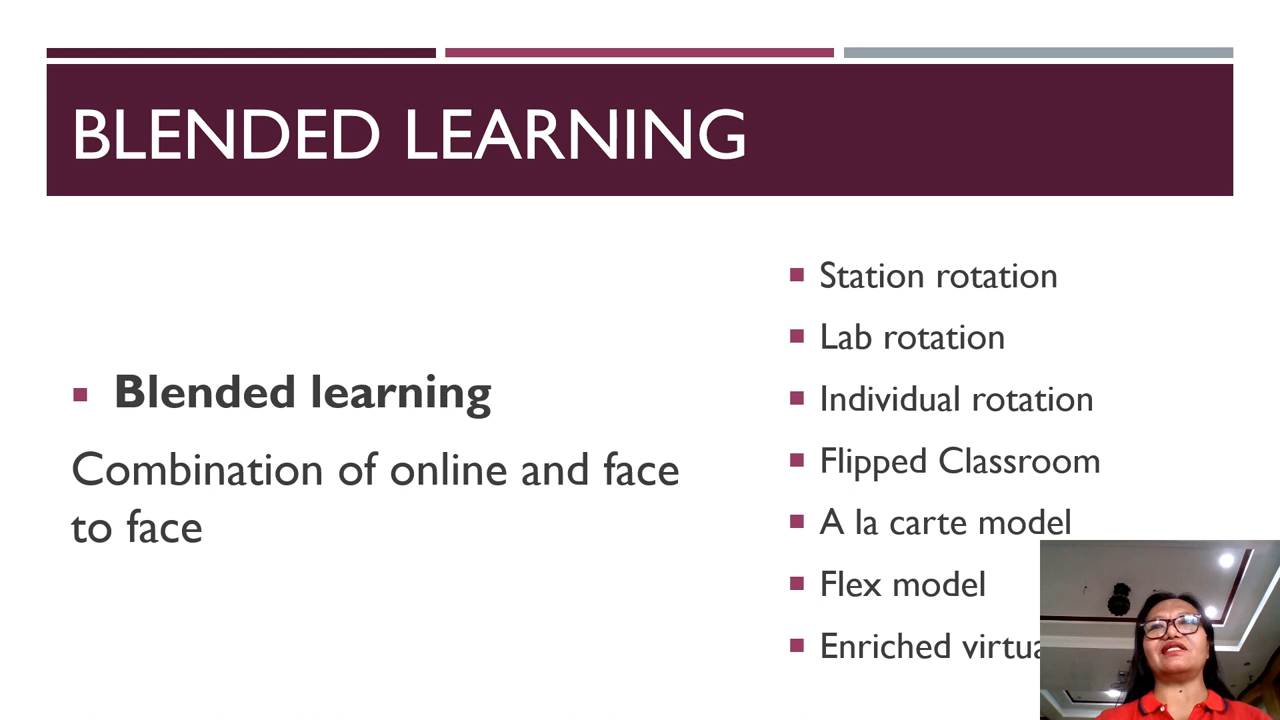 BLENDED LEARNING
Blended learning
Combination of online and face
to face
Station rotation
Lab rotation
Individual rotation
Flipped Classroom
A la carte model
Flex model
Enriched